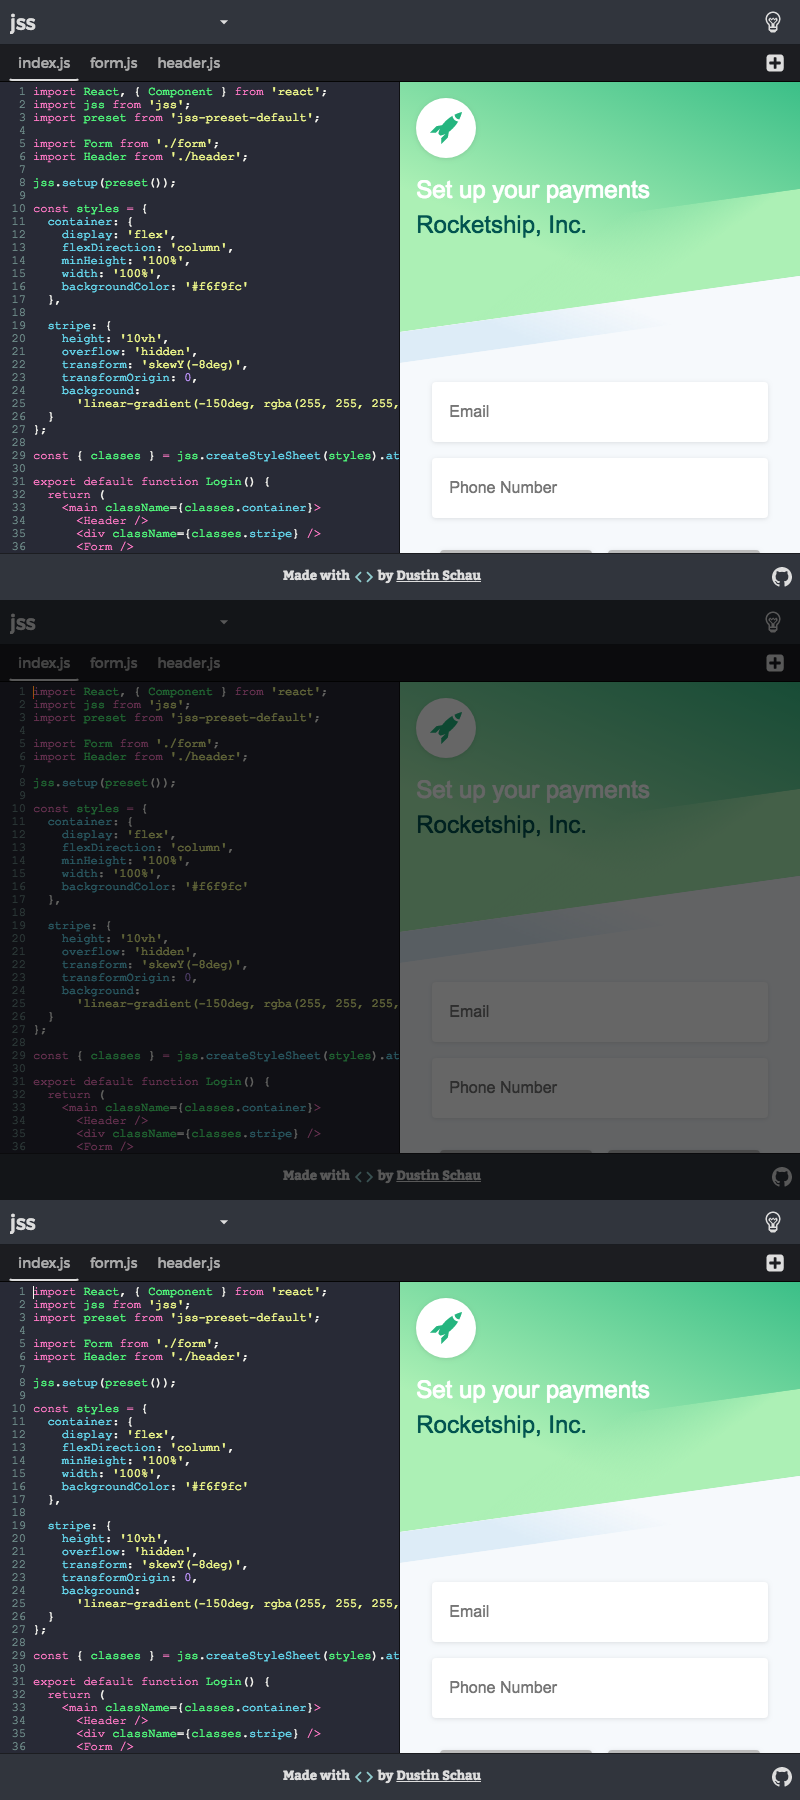 jss
index.js form.js header.js
1 import React, { Component } from 'react';
2 import jss from 'jss';
3 import preset from 'jss-preset-default';
4
5 import Form from './form';
6 import Header from './header';
7
8 jss.setup(preset());
9
10 const styles = {
11 container: {
12 display: 'flex',
13 flexDirection: 'column',
14 minHeight: '100%',
15 width: '100%',
16 backgroundColor: '#f6f9fc'
17 },
18
19 stripe: {
20 height: '10vh',
21 overflow: 'hidden',
22 transform: 'skewY(-8deg)',
23 transformOrigin: 0,
24 background:
25 'linear-gradient(-150deg, rgba(255, 255, 255,
26 }
27 };
28
29 const { classes } = jss.createStyleSheet(styles).at
30
31 export default function Login() {
32 return (
33 <main className={classes.container}>
34 <Header />
35 <div className={classes.stripe} />
36 <Form />
Set up your payments
Rocketship, Inc.
Email
Phone Number
Made with <> by Dustin Schau
jss
index.js form.js header.js
1 import React, { Component } from 'react';
2 import jss from 'jss';
3 import preset from 'jss-preset-default';
4
5 import Form from './form';
6 import Header from './header';
7
8 jss.setup(preset());
9
10 const styles = {
11 container: {
12 display: 'flex',
13 flexDirection: 'column',
14 minHeight: '100%',
15 width: '100%',
16 backgroundColor: '#f6f9fc'
17 },
18
19 stripe: {
20 height: '10vh',
21 overflow: 'hidden',
22 transform: 'skewY(-8deg)',
23 transformOrigin: 0,
24 background:
25 'linear-gradient(-150deg, rgba(255, 255, 255,
26 }
27 };
28
29 const { classes } = jss.createStyleSheet(styles).at
30
31 export default function Login() {
32 return (
33 <main className={classes.container}>
34 <Header />
35 <div className={classes.stripe} />
36 <Form />
Set up your payments
Rocketship, Inc.
Email
Phone Number
Made with <> by Dustin Schau
jss
index.js form.js header.js
1 import React, { Component } from 'react';
2 import jss from 'jss';
3 import preset from 'jss-preset-default';
4
5 import Form from './form';
6 import Header from './header';
7
8 jss.setup(preset());
9
10 const styles = {
11 container: {
12 display: 'flex',
13 flexDirection: 'column',
14 minHeight: '100%',
15 width: '100%',
16 backgroundColor: '#f6f9fc'
17 },
18
19 stripe: {
20 height: '10vh',
21 overflow: 'hidden',
22 transform: 'skewY(-8deg)',
23 transformOrigin: 0,
24 background:
25 'linear-gradient(-150deg, rgba(255, 255, 255,
26 }
27 };
28
29 const { classes } = jss.createStyleSheet(styles).at
30
31 export default function Login() {
32 return (
33 <main className={classes.container}>
34 <Header />
35 <div className={classes.stripe} />
36 <Form />
Set up your payments
Rocketship, Inc.
Email
Phone Number
Made with <> by Dustin Schau